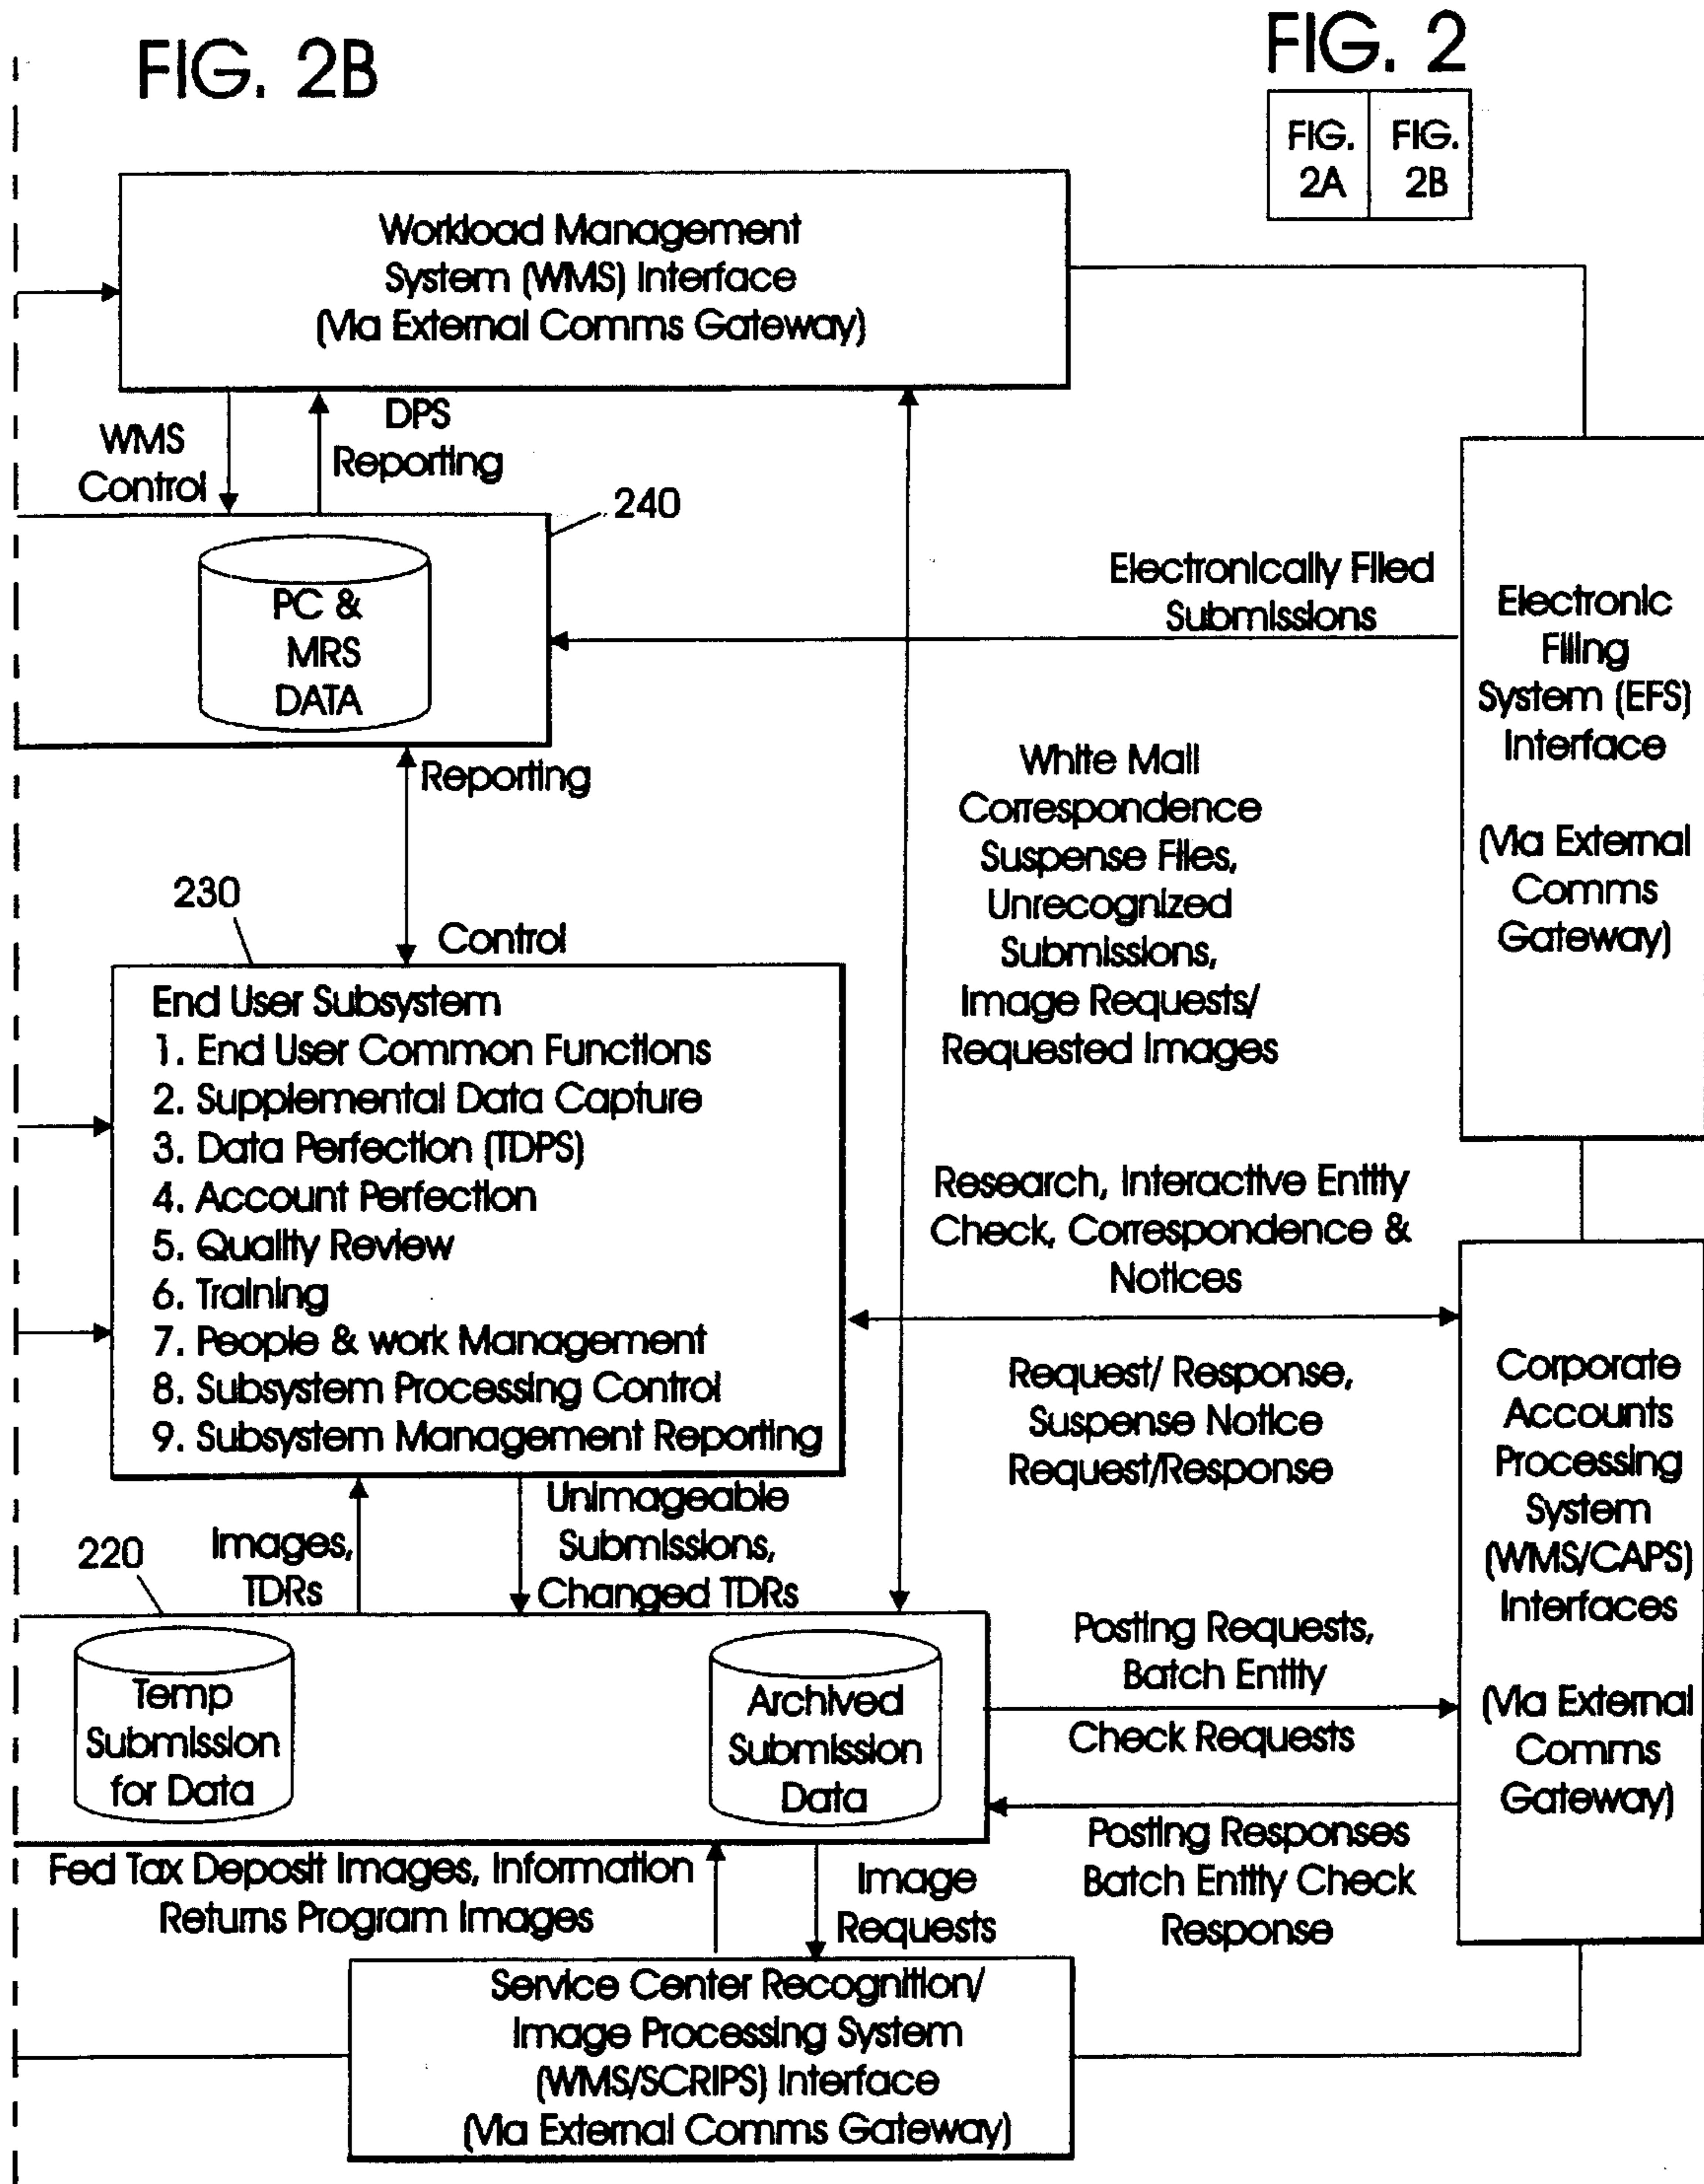 FIG. 2B
FIG. 2
FIG.
2A
FIG.
2B
Workload Management
System (WMS) Interface
(Via External Comms Gateway)
WMS
Control
DPS
Reporting
240
PC &
MRS
DATA
Electronically Filed
Submissions
Electronic
Filing
System (EFS)
Interface
(Via External
Comms
Gateway)
Reporting
Control
White Mail
Correspondence
Suspense Files,
Unrecognized
Submissions,
Image Requests/
Requested Images
230
End User Subsystem
1. End User Common Functions
2. Supplemental Data Capture
3. Data Perfection (TDPS)
4. Account Perfection
5. Quality Review
6. Training
7. People & work Management
8. Subsystem Processing Control
9. Subsystem Management Reporting
Research, Interactive Entity
Check, Correspondence &
Notices
Request/ Response,
Suspense Notice
Request/Response
Corporate
Accounts
Processing
System
(WMS/CAPS)
Interfaces
(Via External
Comms
Gateway)
220
Images,
TDRs
Unimageable
Submissions,
Changed TDRs
Temp
Submission
for Data
Archived
Submission
Data
Posting Requests,
Batch Entity
Check Requests
Posting Responses
Batch Entity Check
Response
Fed Tax Deposit Images, Information
Returns Program Images
Image
Requests
Service Center Recognition/
Image Processing System
(WMS/SCRIPS) Interface
(Via External Comms Gateway)